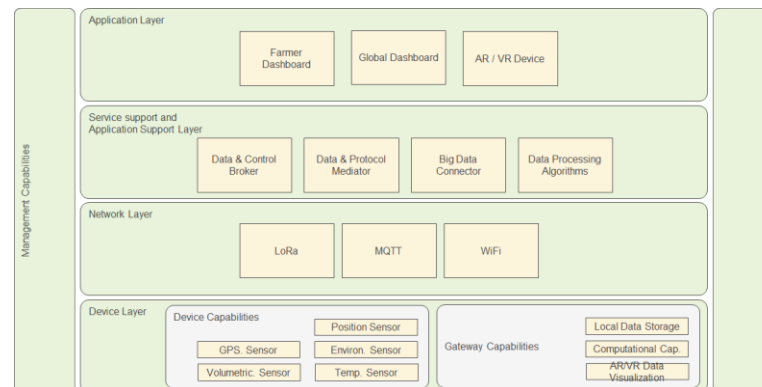 Application Layer
Farmer
Dashboard
Global Dashboard
AR / VR Device
Service support and
Application Support Layer
Data & Control
Broker
Data & Protocol
Mediator
Big Data
Connector
Data Processing
Algorithms
Management Capabilities
Network Layer
LoRa
MQTT
WiFi
Device Layer
Device Capabilities
Position Sensor
GPS. Sensor
Environ. Sensor
Volumetric. Sensor
Temp. Sensor
Gateway Capabilities
Local Data Storage
Computational Cap.
AR/VR Data
Visualization